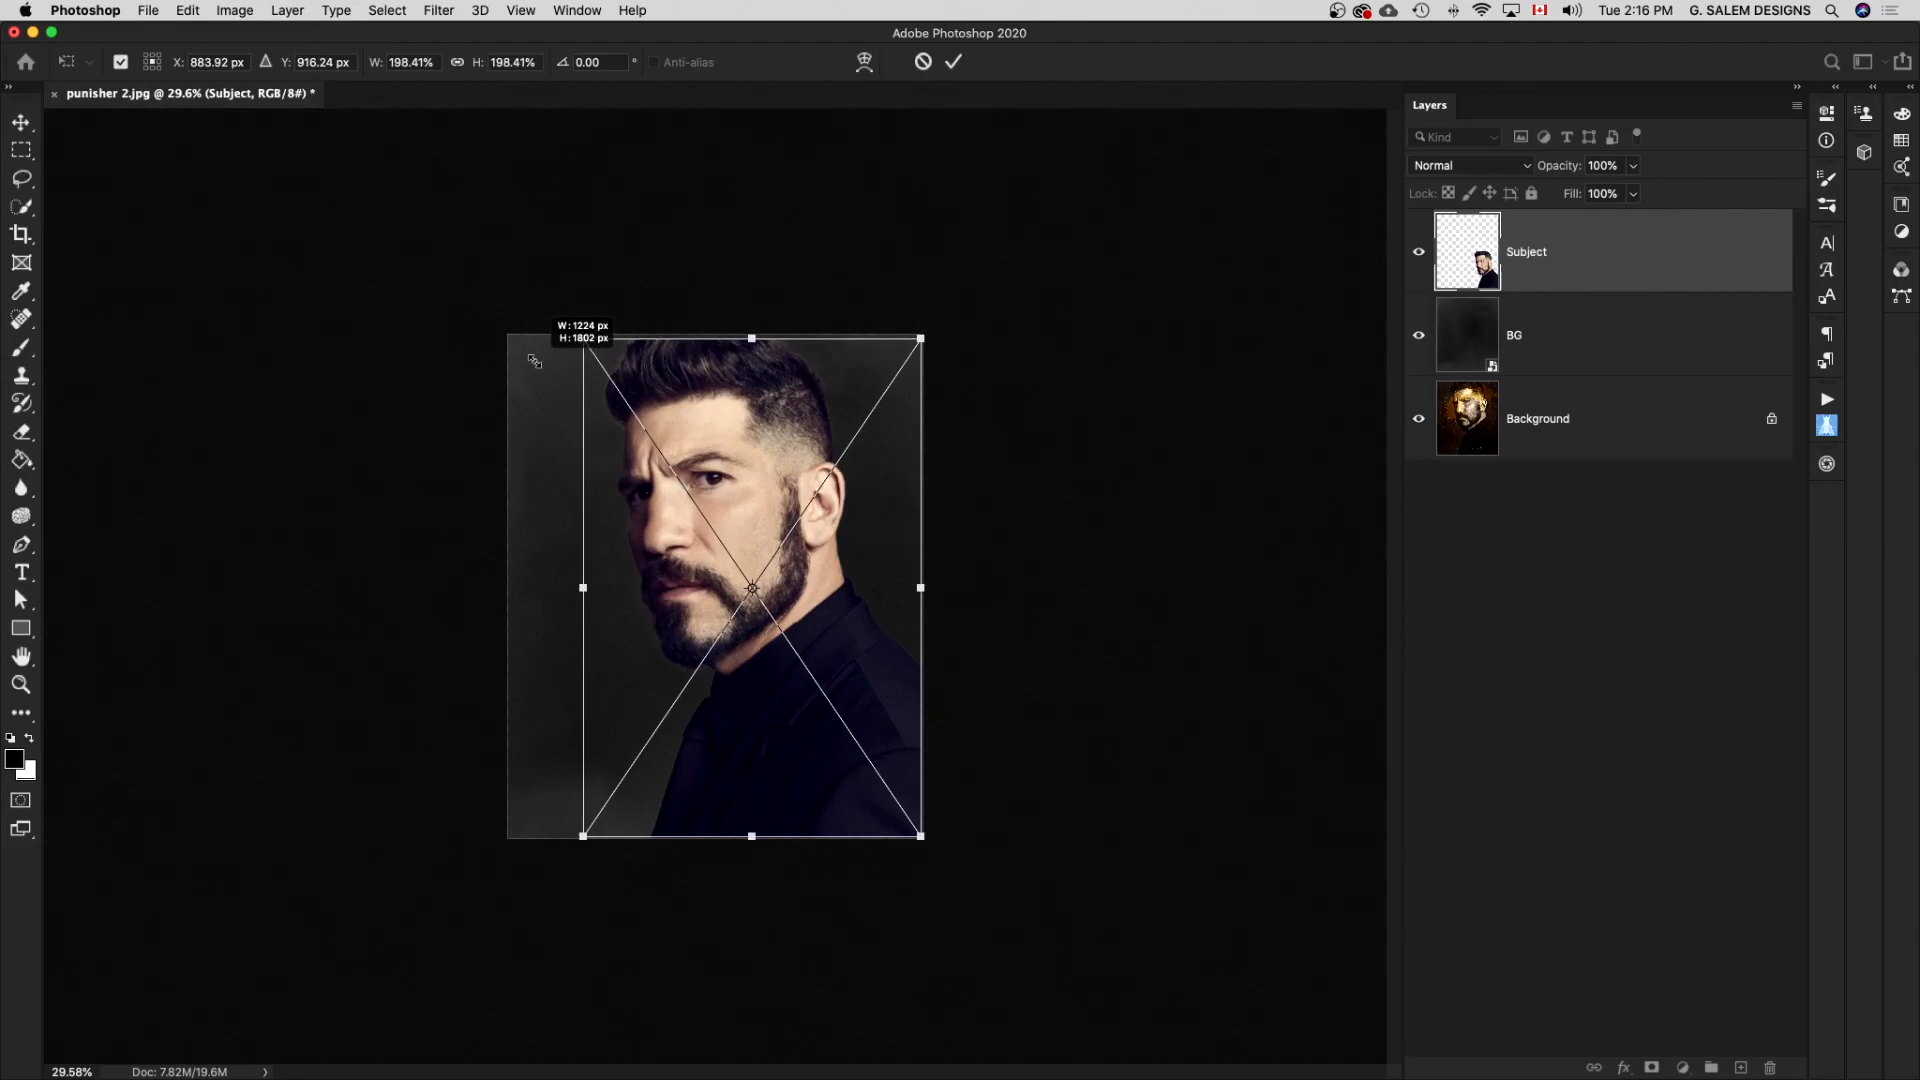 Photoshop File Edit Image Layer Type Select Filter 3D View Window Help Tue 2:16 PM G. SALEM DESIGNS
Adobe Photoshop 2020
X: 883.92 px Y: 916.24 px W: 198.41% H: 198.41% 0.00 ° Anti-alias
× punisher 2.jpg @ 29.6% (Subject, RGB/8#) *
Layers
Kind
Normal Opacity: 100%
Lock: Fill: 100%
Subject
BG
Background
W: 1224 px
H: 1802 px
29.58% Doc: 7.82M/19.6M